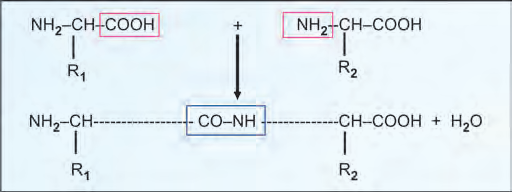 NH₂–CH–COOH + NH₂–CH–COOH
R₁ R₂
NH₂–CH CO–NH CH–COOH + H₂O
R₁ R₂